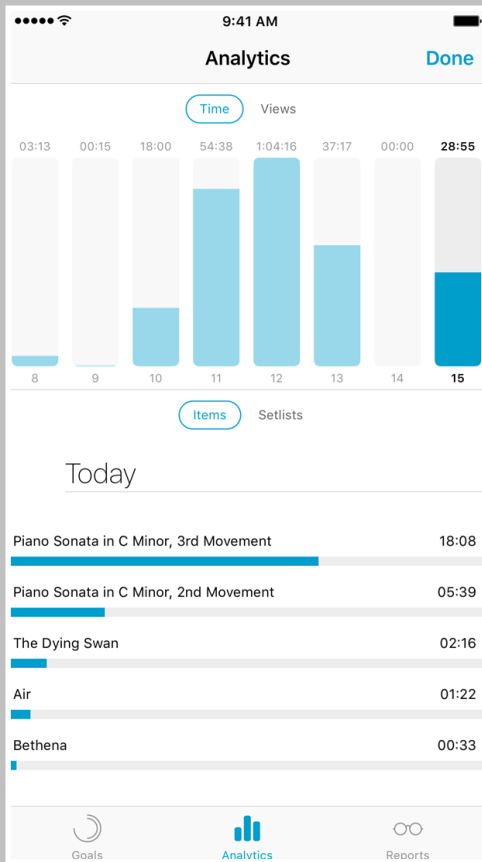 9:41 AM
Analytics Done
Time Views
03:13 00:15 18:00 54:38 1:04:16 37:17 00:00 28:55
8 9 10 11 12 13 14 15
Items Setlists
Today
Piano Sonata in C Minor, 3rd Movement 18:08
Piano Sonata in C Minor, 2nd Movement 05:39
The Dying Swan 02:16
Air 01:22
Bethena 00:33
Goals Analytics Reports